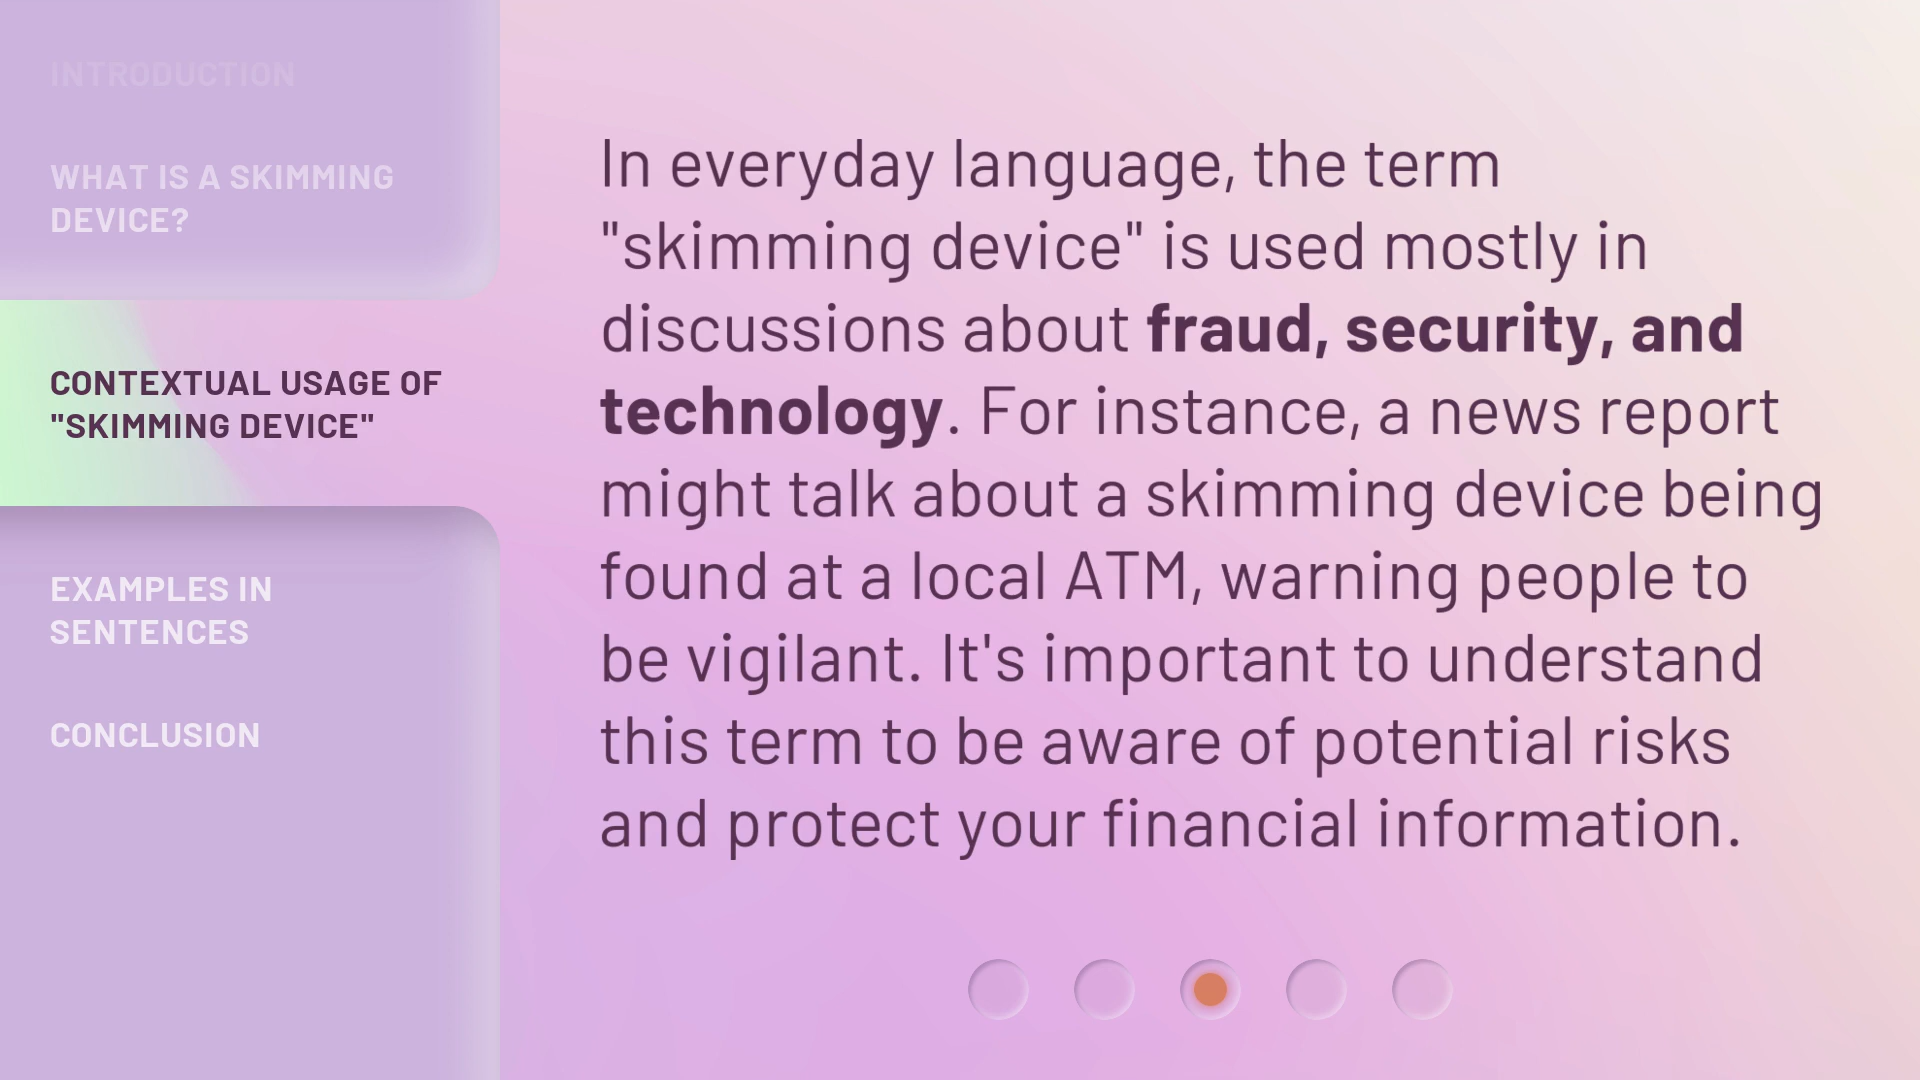 INTRODUCTION
WHAT IS A SKIMMING
DEVICE?
CONTEXTUAL USAGE OF
"SKIMMING DEVICE"
EXAMPLES IN
SENTENCES
CONCLUSION
In everyday language, the term
"skimming device" is used mostly in
discussions about fraud, security, and
technology. For instance, a news report
might talk about a skimming device being
found at a local ATM, warning people to
be vigilant. It's important to understand
this term to be aware of potential risks
and protect your financial information.